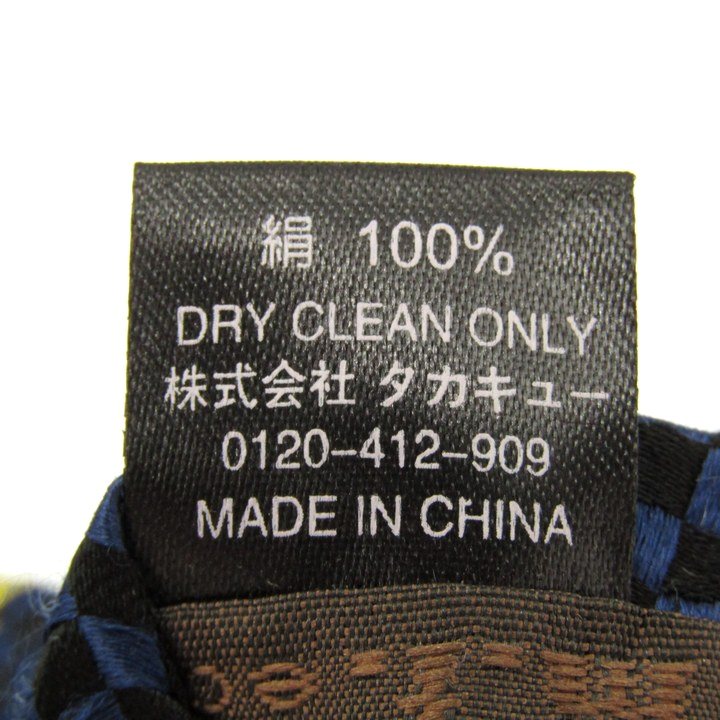 絹 100%
DRY CLEAN ONLY
株式会社 タカキュー
0120-412-909
MADE IN CHINA